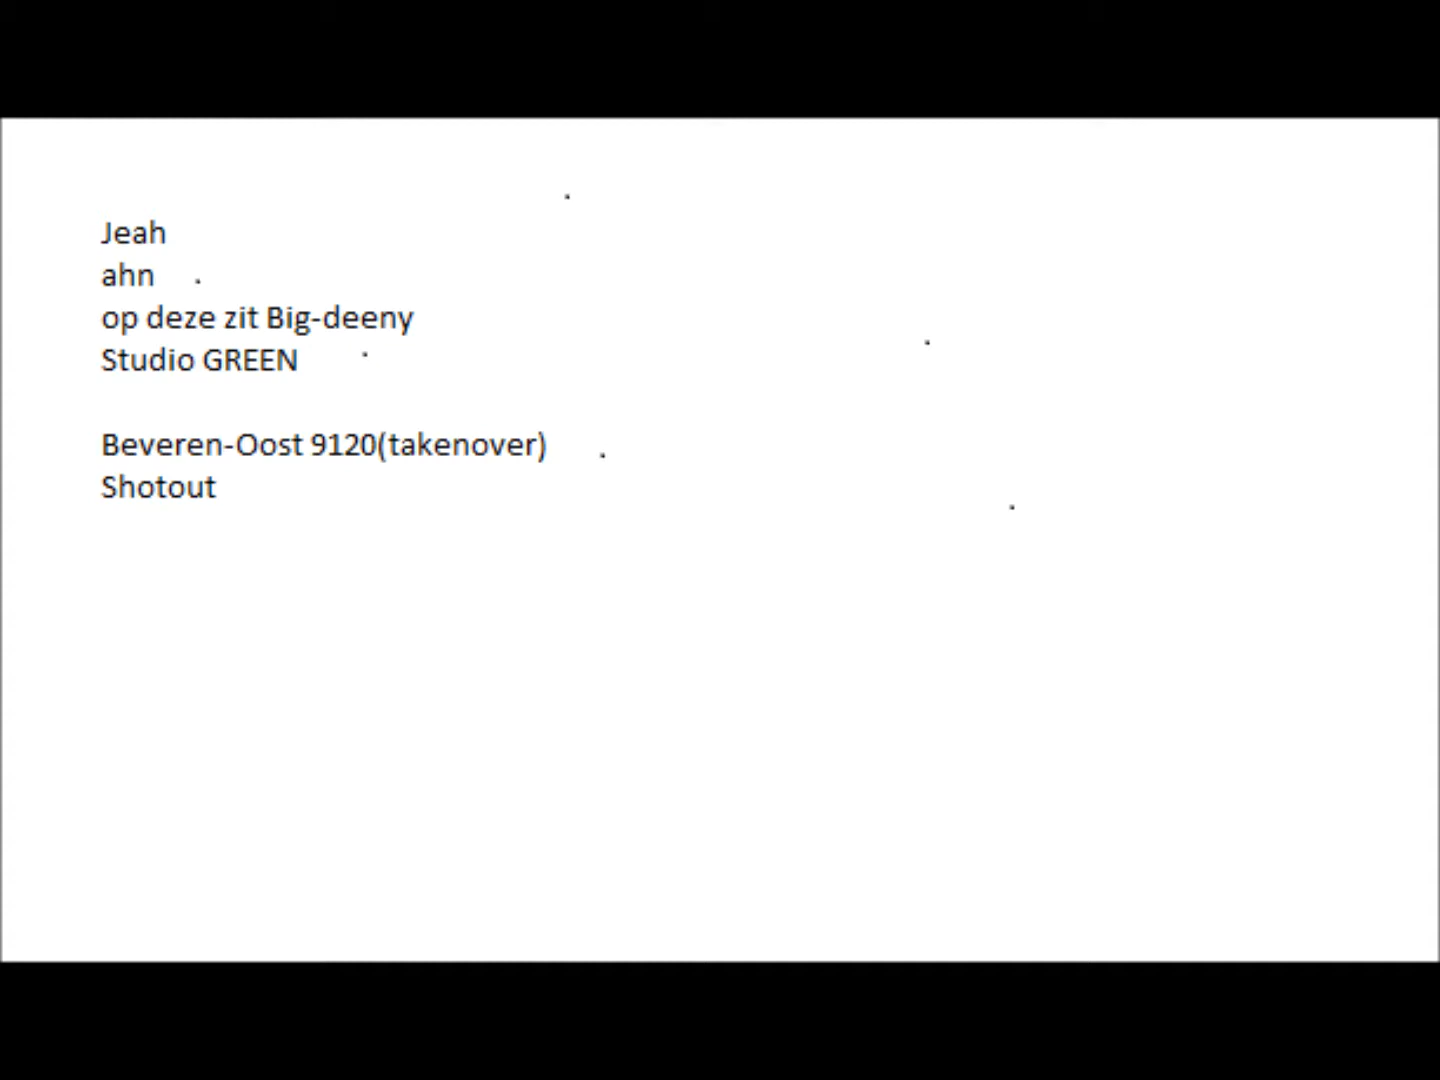 Jeah
ahn
op deze zit Big-deeny
Studio GREEN
Beveren-Oost 9120(takenover)
Shotout